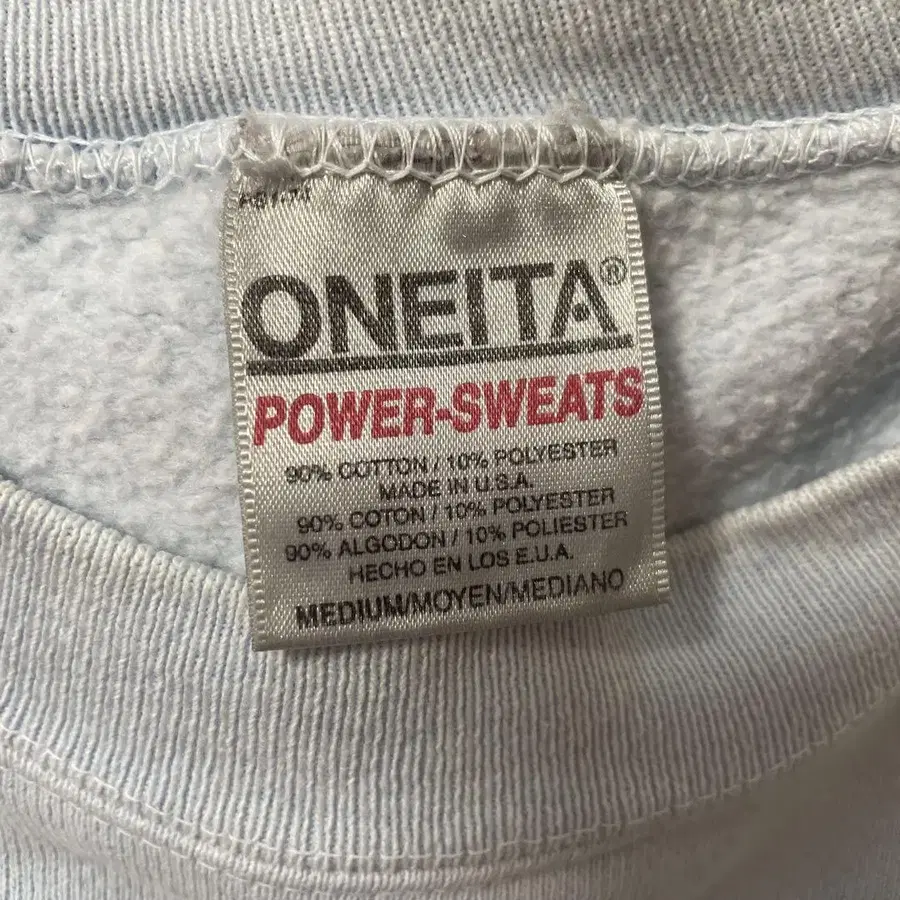 ONEITA®
POWER-SWEATS
90% COTTON / 10% POLYESTER
MADE IN U.S.A.
90% COTON / 10% POLYESTER
90% ALGODON / 10% POLIESTER
HECHO EN LOS E.U.A.
MEDIUM/MOYEN/MEDIANO